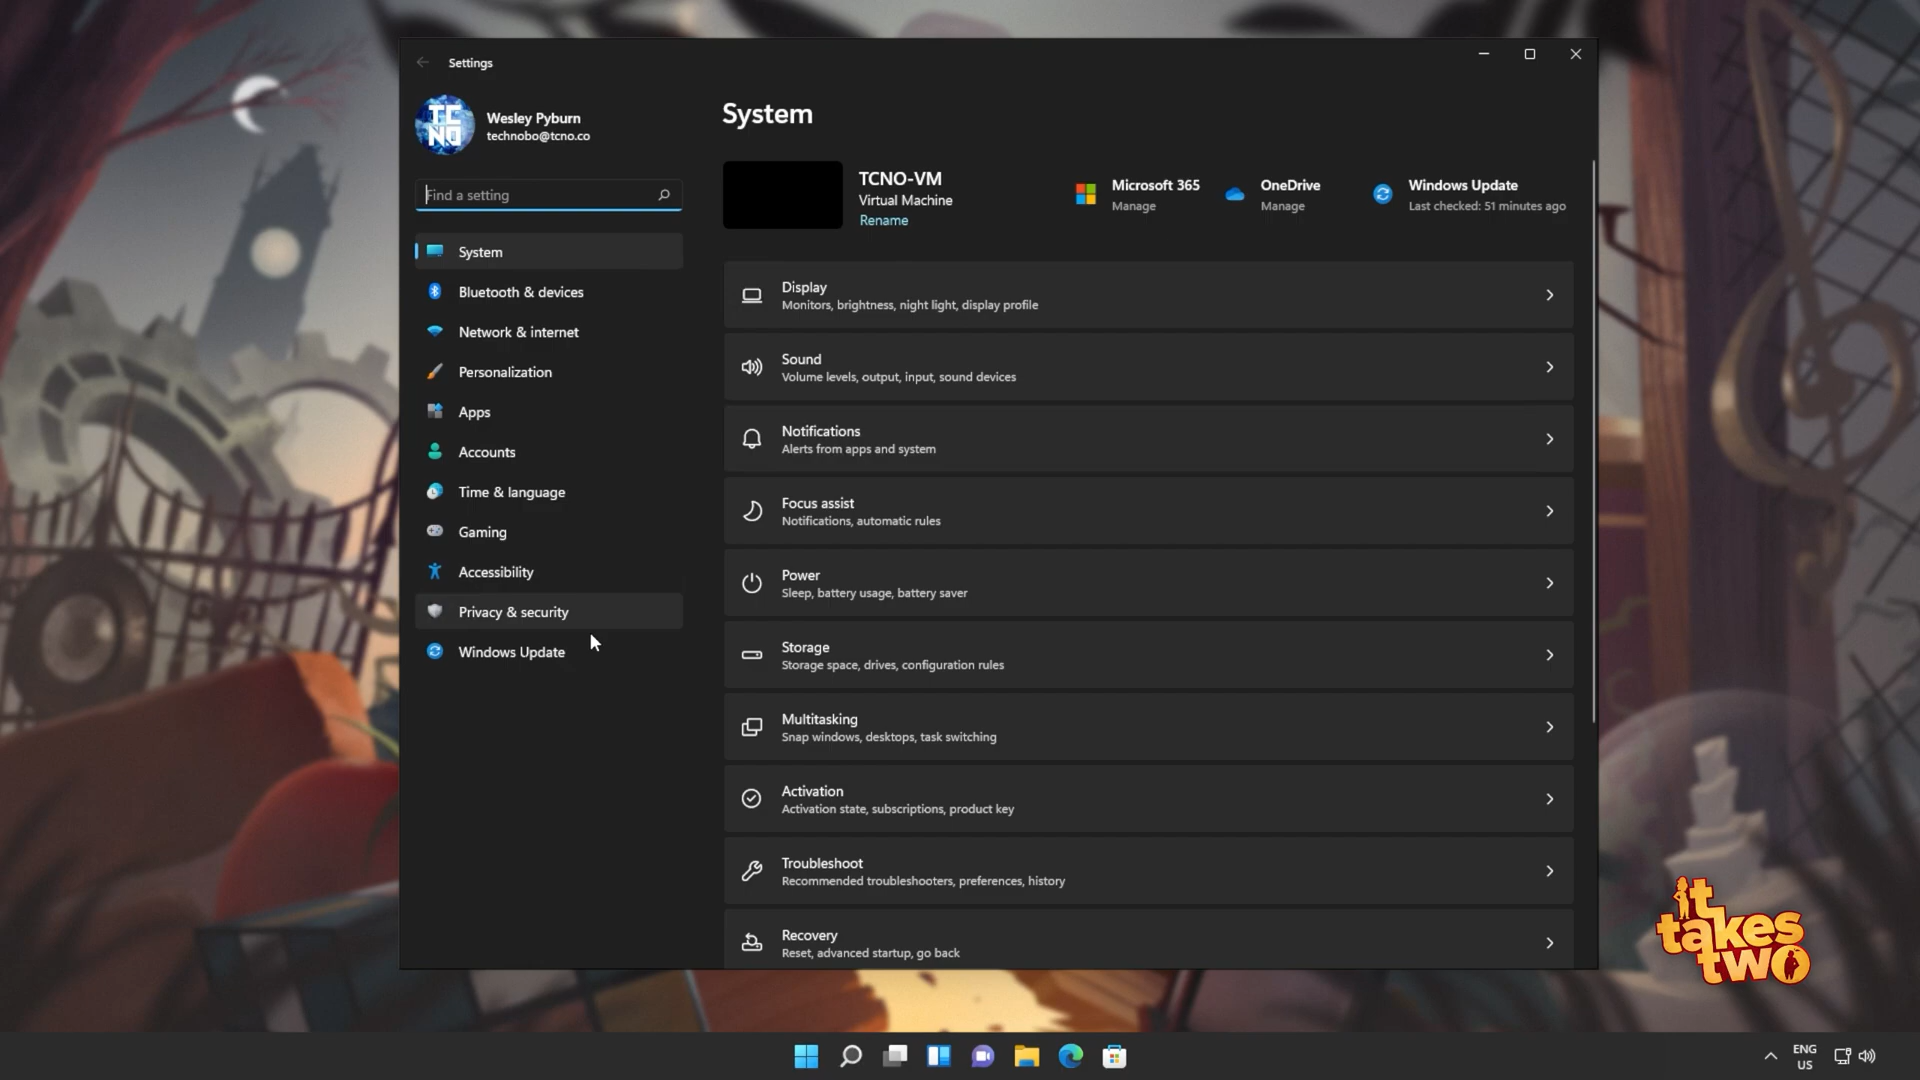 Settings
Wesley Pyburn
technobo@tcno.co
TC
NO
Find a setting
System
Bluetooth & devices
Network & internet
Personalization
Apps
Accounts
Time & language
Gaming
Accessibility
Privacy & security
Windows Update
System
TCNO-VM
Virtual Machine
Rename
Microsoft 365
Manage
OneDrive
Manage
Windows Update
Last checked: 51 minutes ago
Display
Monitors, brightness, night light, display profile
Sound
Volume levels, output, input, sound devices
Notifications
Alerts from apps and system
Focus assist
Notifications, automatic rules
Power
Sleep, battery usage, battery saver
Storage
Storage space, drives, configuration rules
Multitasking
Snap windows, desktops, task switching
Activation
Activation state, subscriptions, product key
Troubleshoot
Recommended troubleshooters, preferences, history
Recovery
Reset, advanced startup, go back
it
takes
two
ENG
US